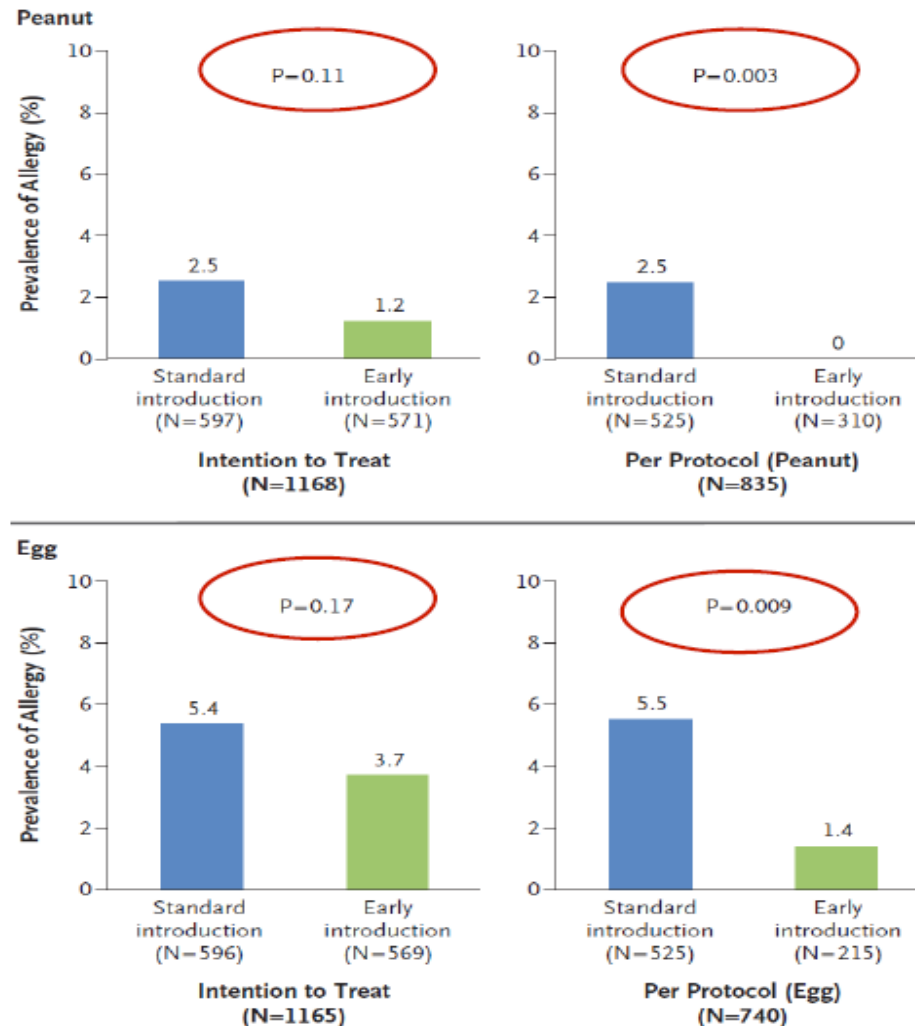 Peanut
Prevalence of Allergy (%)
10
8
6
4
2
0
P=0.11
2.5
1.2
Standard introduction (N=597)
Early introduction (N=571)
Intention to Treat
(N=1168)
10
8
6
4
2
0
P=0.003
2.5
0
Standard introduction (N=525)
Early introduction (N=310)
Per Protocol (Peanut)
(N=835)
Egg
Prevalence of Allergy (%)
10
8
6
4
2
0
P=0.17
5.4
3.7
Standard introduction (N=596)
Early introduction (N=569)
Intention to Treat
(N=1165)
10
8
6
4
2
0
P=0.009
5.5
1.4
Standard introduction (N=525)
Early introduction (N=215)
Per Protocol (Egg)
(N=740)